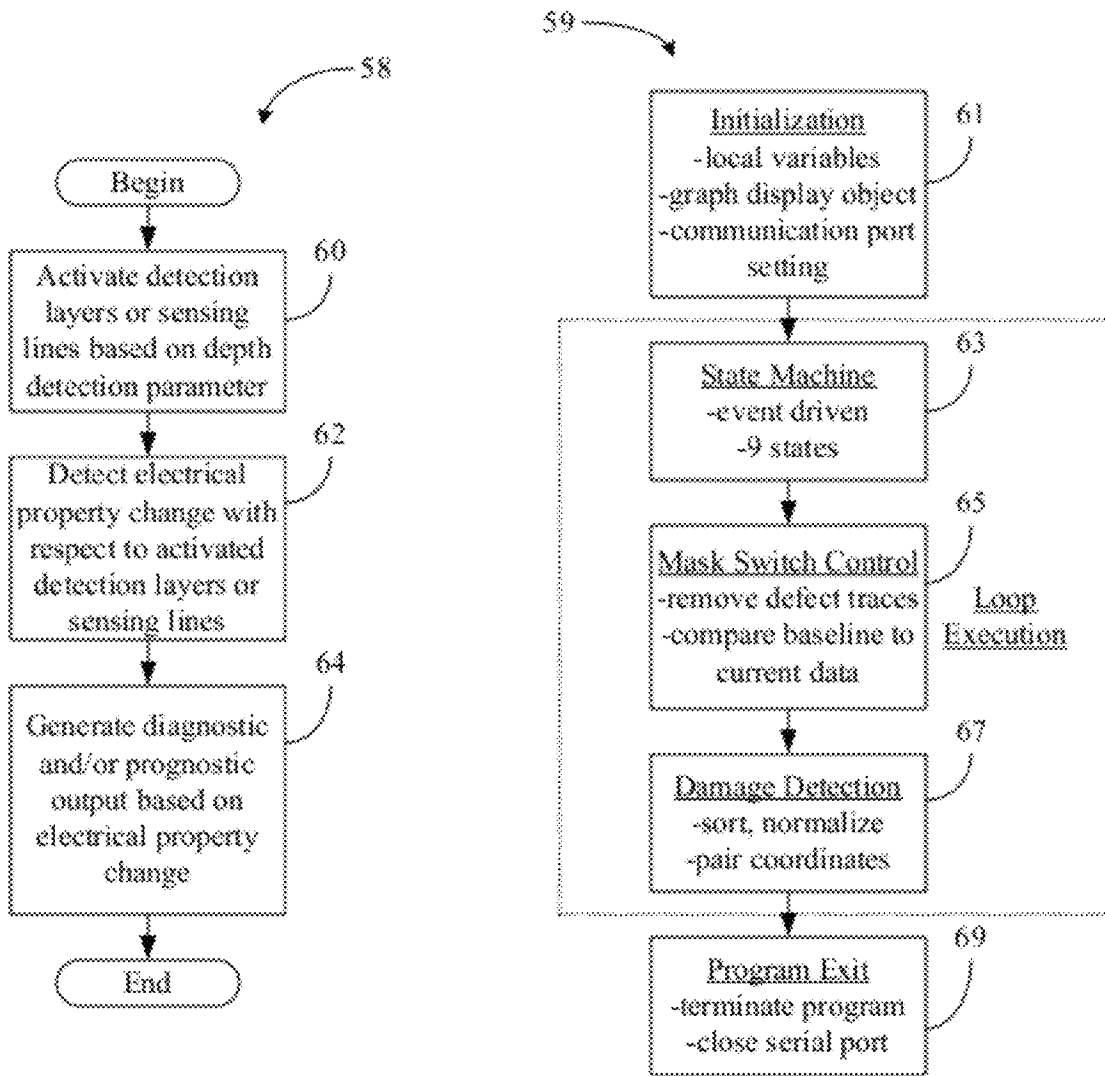 58
Begin
60
Activate detection
layers or sensing
lines based on depth
detection parameter
62
Detect electrical
property change with
respect to activated
detection layers or
sensing lines
64
Generate diagnostic
and/or prognostic
output based on
electrical property
change
End
59
61
Initialization
-local variables
-graph display object
-communication port
setting
63
State Machine
-event driven
-9 states
65
Mask Switch Control
-remove defect traces
-compare baseline to
current data
Loop
Execution
67
Damage Detection
-sort, normalize
-pair coordinates
69
Program Exit
-terminate program
-close serial port